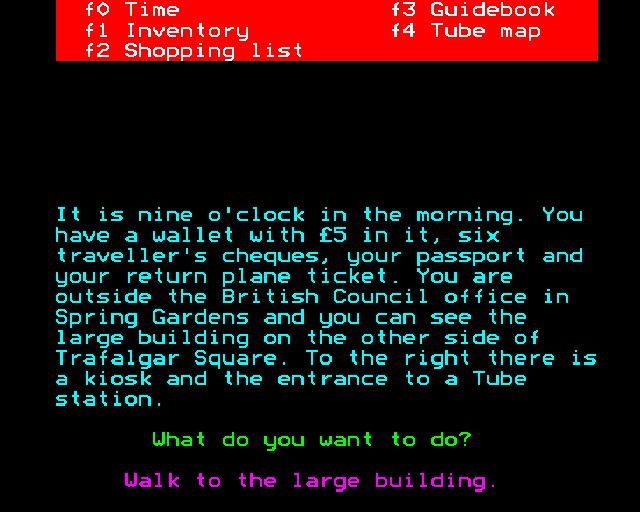 f0 Time f3 Guidebook
f1 Inventory f4 Tube map
f2 Shopping list
It is nine o'clock in the morning. You
have a wallet with £5 in it, six
traveller's cheques, your passport and
your return plane ticket. You are
outside the British Council office in
Spring Gardens and you can see the
large building on the other side of
Trafalgar Square. To the right there is
a kiosk and the entrance to a Tube
station.
What do you want to do?
Walk to the large building.